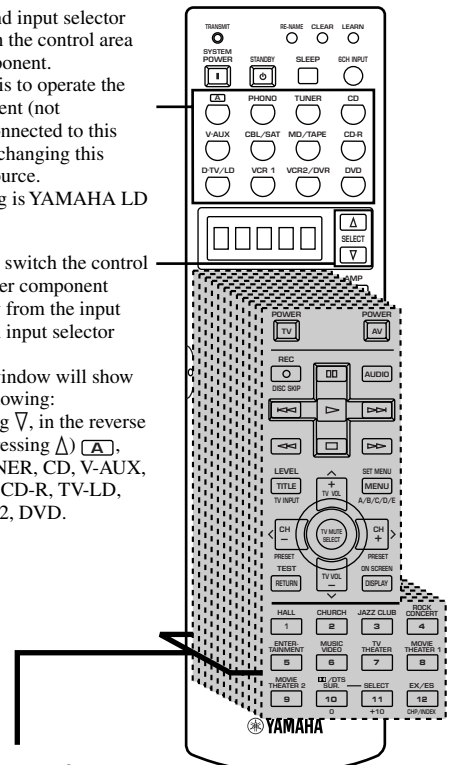 nd input selector
n the control area
ponent.
is to operate the
ent (not
nnected to this
changing this
ource.
g is YAMAHA LD
switch the control
er component
y from the input
input selector
window will show
lowing:
g ▽, in the reverse
essing △) A,
NER, CD, V-AUX,
CD-R, TV-LD,
2, DVD.
TRANSMIT RE-NAME CLEAR LEARN
SYSTEM
POWER STANDBY SLEEP 6CH INPUT
A PHONO TUNER CD
V-AUX CBL/SAT MD/TAPE CD-R
D-TV/LD VCR 1 VCR2/DVR DVD
SELECT
AMP
POWER POWER
TV AV
REC
DISC SKIP AUDIO
LEVEL SET MENU
TITLE + MENU
TV INPUT TV VOL A/B/C/D/E
CH TV MUTE CH
– SELECT +
PRESET PRESET
TEST ON SCREEN
RETURN TV VOL DISPLAY
–
HALL CHURCH JAZZ CLUB ROCK CONCERT
1 2 3 4
ENTER-TAINMENT MUSIC VIDEO TV THEATER MOVIE THEATER 1
5 6 7 8
MOVIE THEATER 2 /DTS SUR. SELECT EX/ES
9 10 11 12
0 +10 CHP/INDEX
YAMAHA